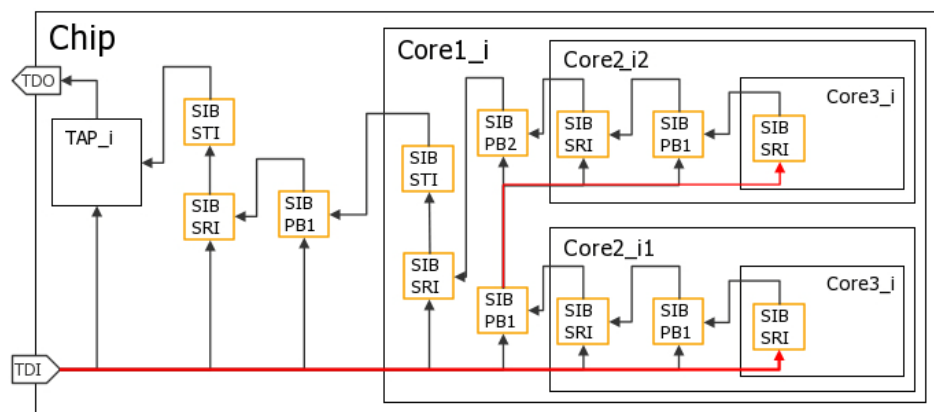 Chip
Core1_i
Core2_i2
Core3_i
TDO
TAP_i
SIB
STI
SIB
PB2
SIB
SRI
SIB
PB1
SIB
SRI
SIB
STI
SIB
SRI
SIB
PB1
SIB
SRI
Core2_i1
Core3_i
SIB
PB1
SIB
SRI
SIB
PB1
SIB
SRI
TDI